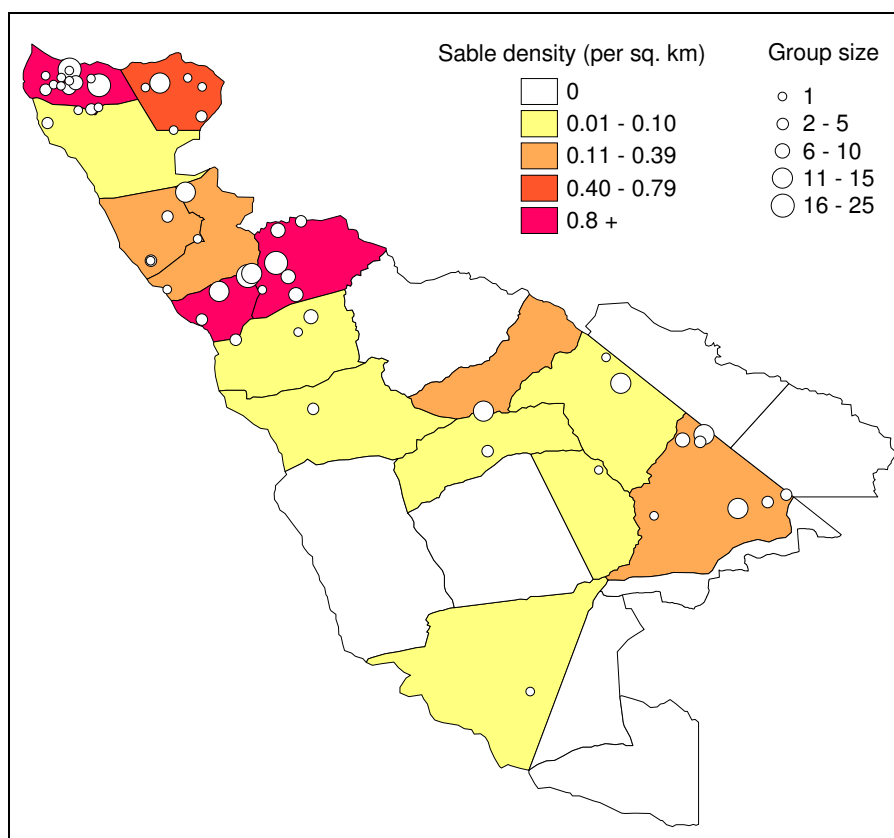 Sable density (per sq. km)
0
0.01 - 0.10
0.11 - 0.39
0.40 - 0.79
0.8 +
Group size
1
2 - 5
6 - 10
11 - 15
16 - 25